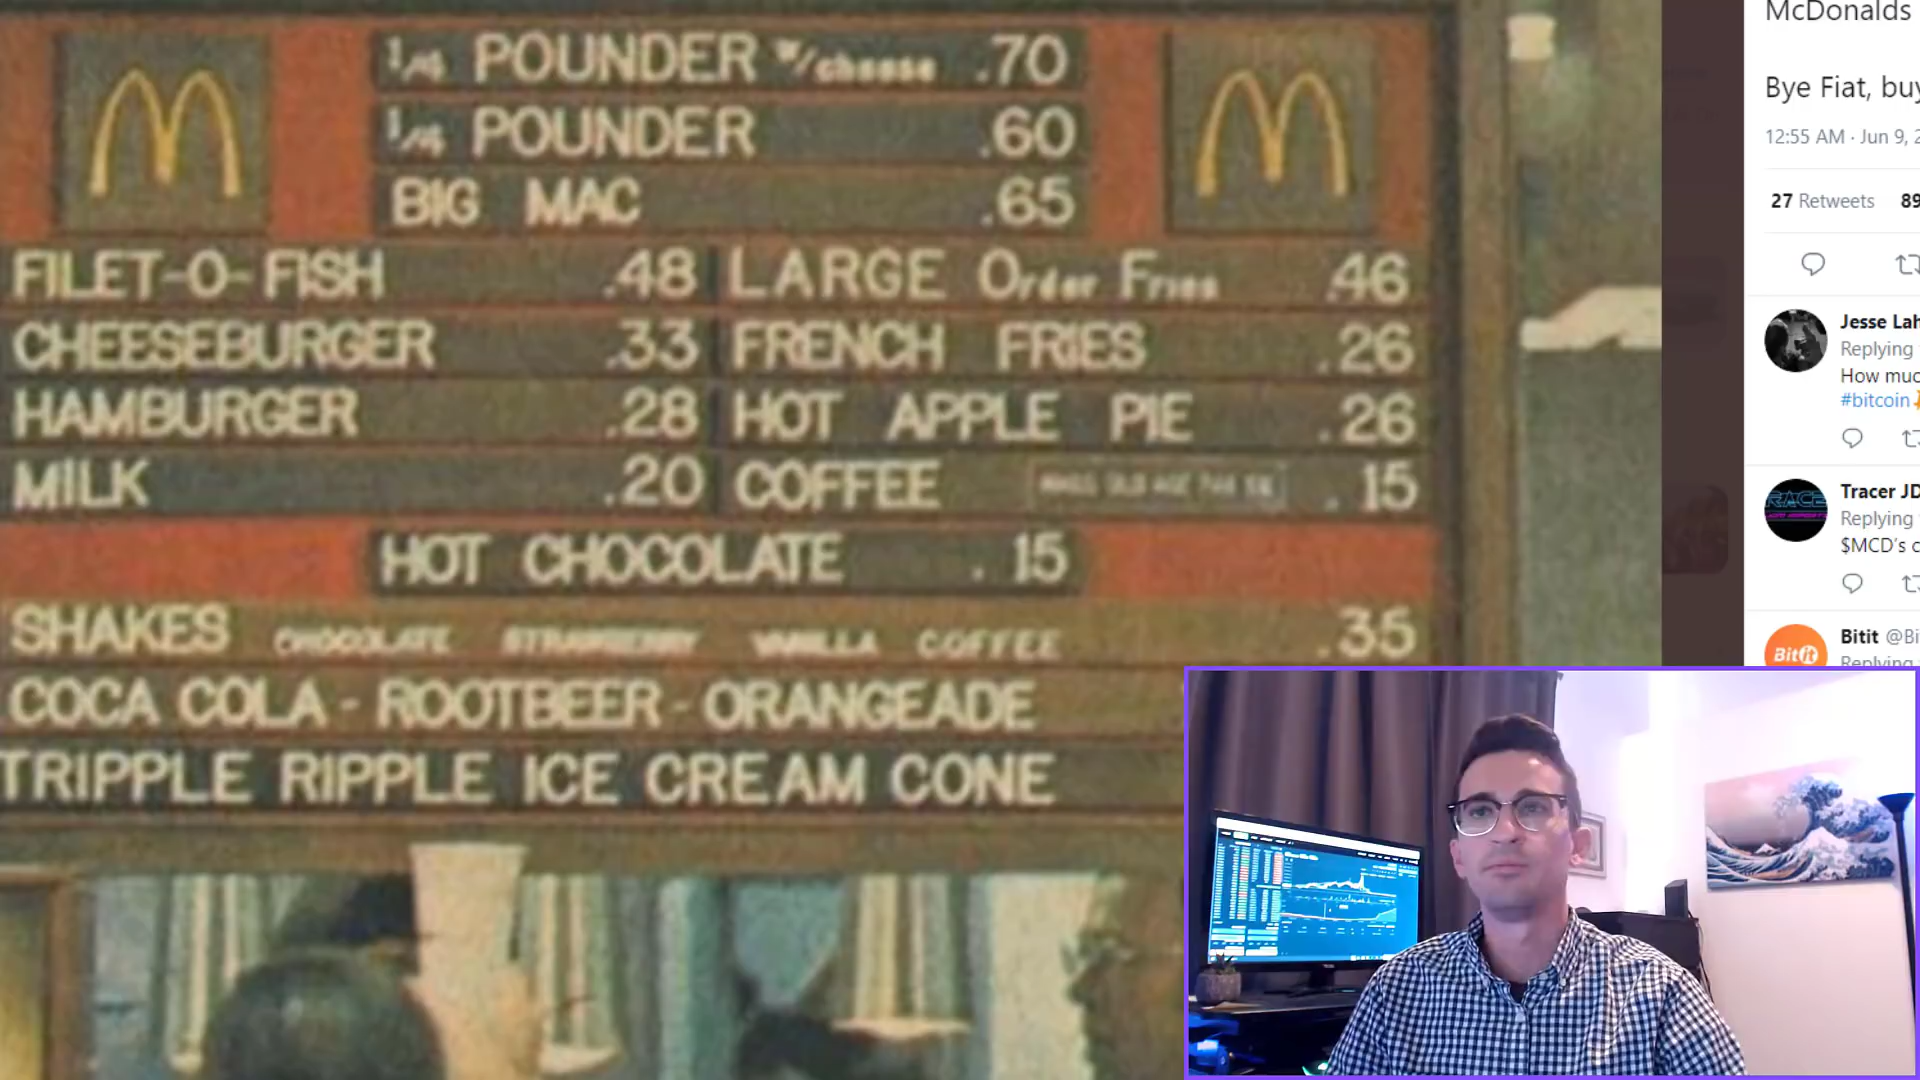 1/4 POUNDER w/cheese .70
1/4 POUNDER .60
BIG MAC .65
FILET-O-FISH .48 LARGE Order Fries .46
CHEESEBURGER .33 FRENCH FRIES .26
HAMBURGER .28 HOT APPLE PIE .26
MILK .20 COFFEE .15
HOT CHOCOLATE .15
SHAKES CHOCOLATE STRAWBERRY VANILLA COFFEE .35
COCA COLA - ROOTBEER - ORANGEADE
TRIPPLE RIPPLE ICE CREAM CONE
McDonalds
Bye Fiat, buy
12:55 AM · Jun 9, 2
27 Retweets 89
Jesse Lah
Replying
How muc
#bitcoin
Tracer JD
Replying
$MCD's c
Bitit @Bi
Replying
Bitit